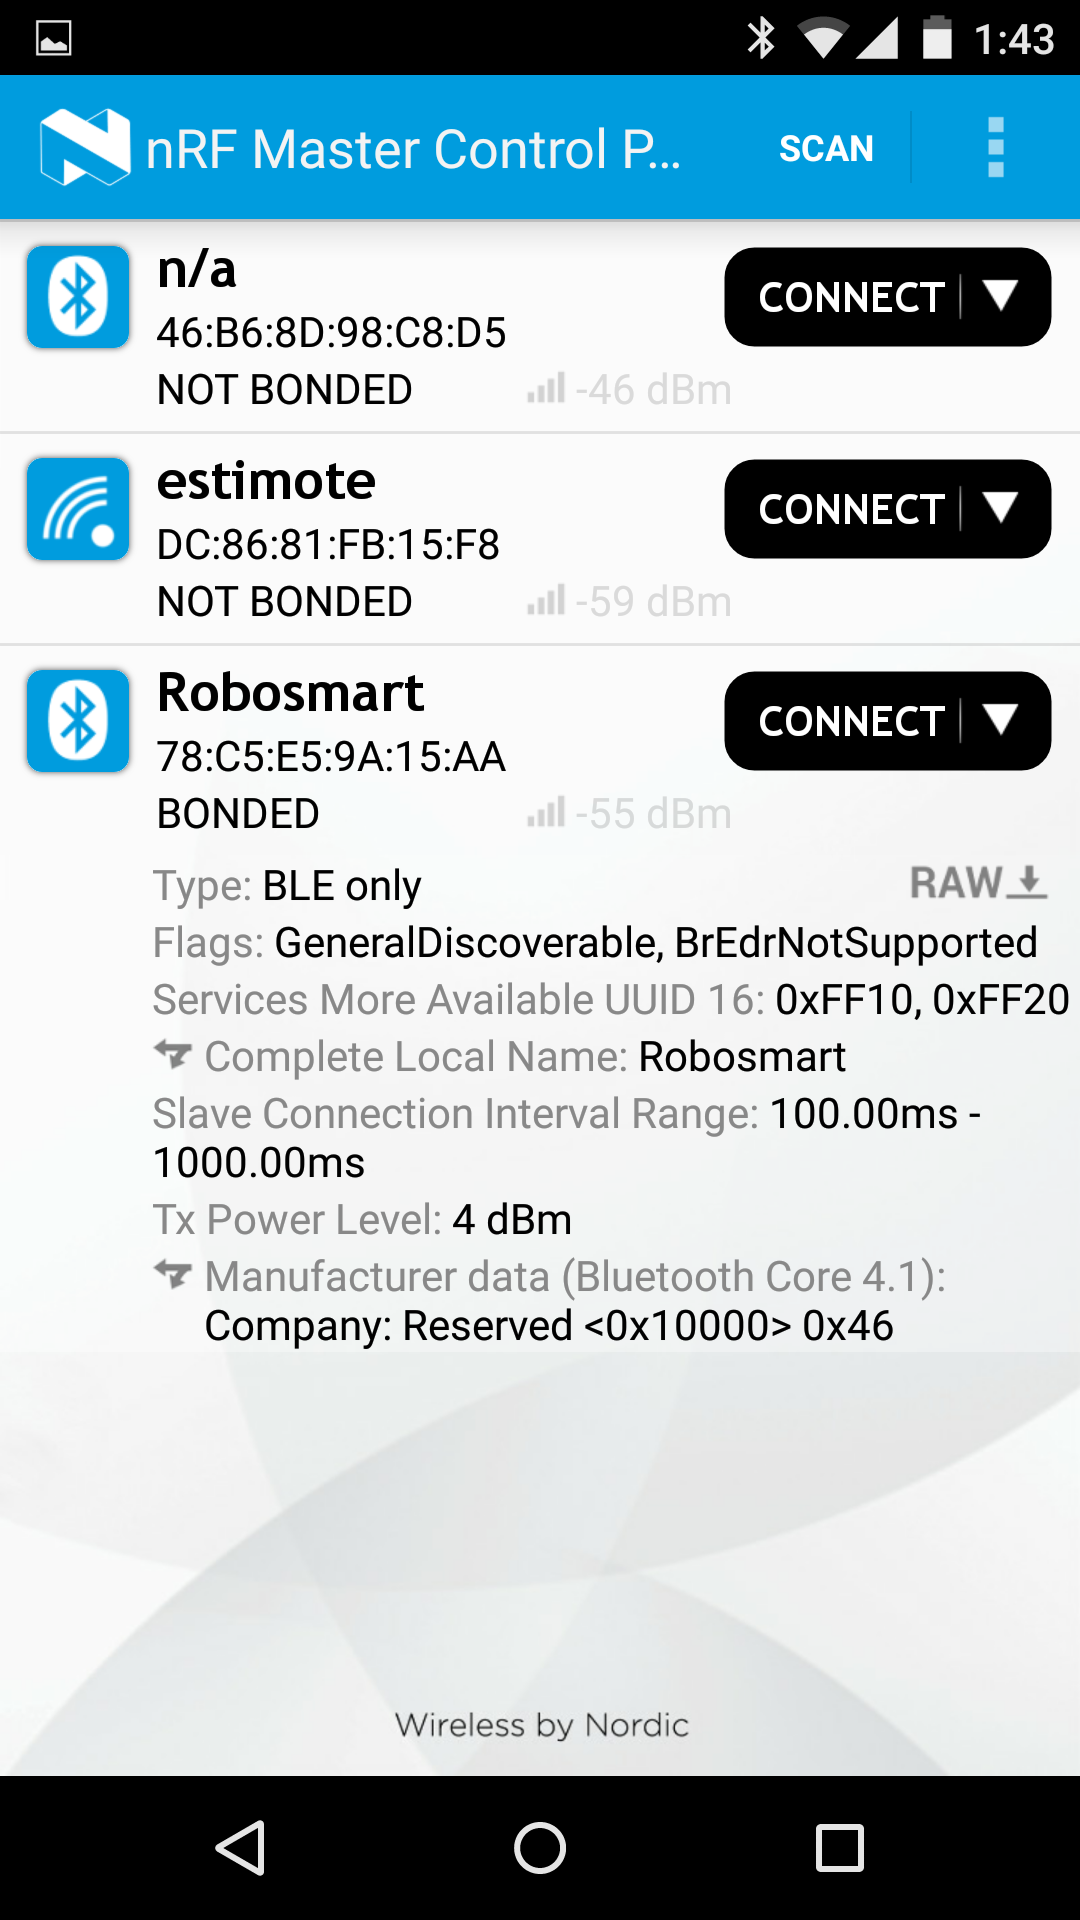 1:43
nRF Master Control P...
SCAN
n/a
CONNECT
46:B6:8D:98:C8:D5
NOT BONDED -46 dBm
estimote
CONNECT
DC:86:81:FB:15:F8
NOT BONDED -59 dBm
Robosmart
CONNECT
78:C5:E5:9A:15:AA
BONDED -55 dBm
Type: BLE only RAW
Flags: GeneralDiscoverable, BrEdrNotSupported
Services More Available UUID 16: 0xFF10, 0xFF20
Complete Local Name: Robosmart
Slave Connection Interval Range: 100.00ms -
1000.00ms
Tx Power Level: 4 dBm
Manufacturer data (Bluetooth Core 4.1):
Company: Reserved <0x10000> 0x46
Wireless by Nordic